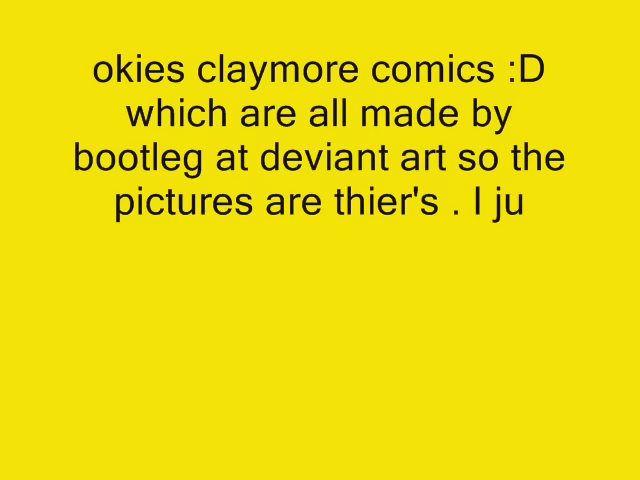 okies claymore comics :D
which are all made by
bootleg at deviant art so the
pictures are thier's . I ju